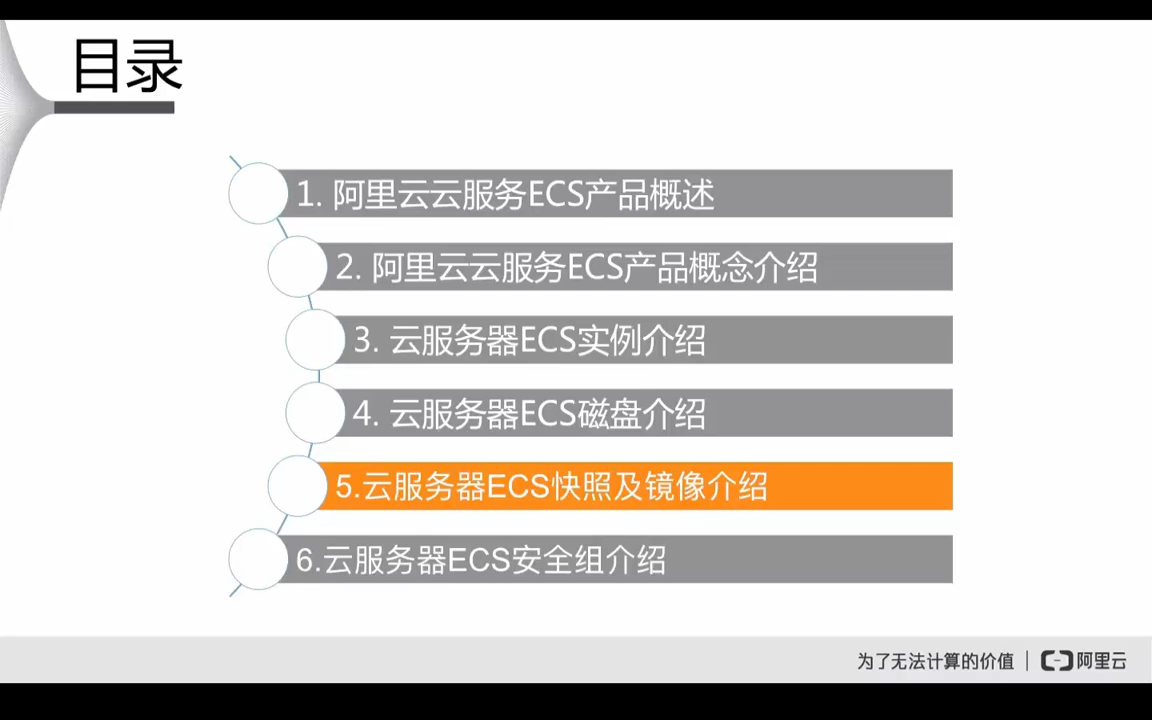 目录
1. 阿里云云服务ECS产品概述
2. 阿里云云服务ECS产品概念介绍
3. 云服务器ECS实例介绍
4. 云服务器ECS磁盘介绍
5.云服务器ECS快照及镜像介绍
6.云服务器ECS安全组介绍
为了无法计算的价值 | 阿里云